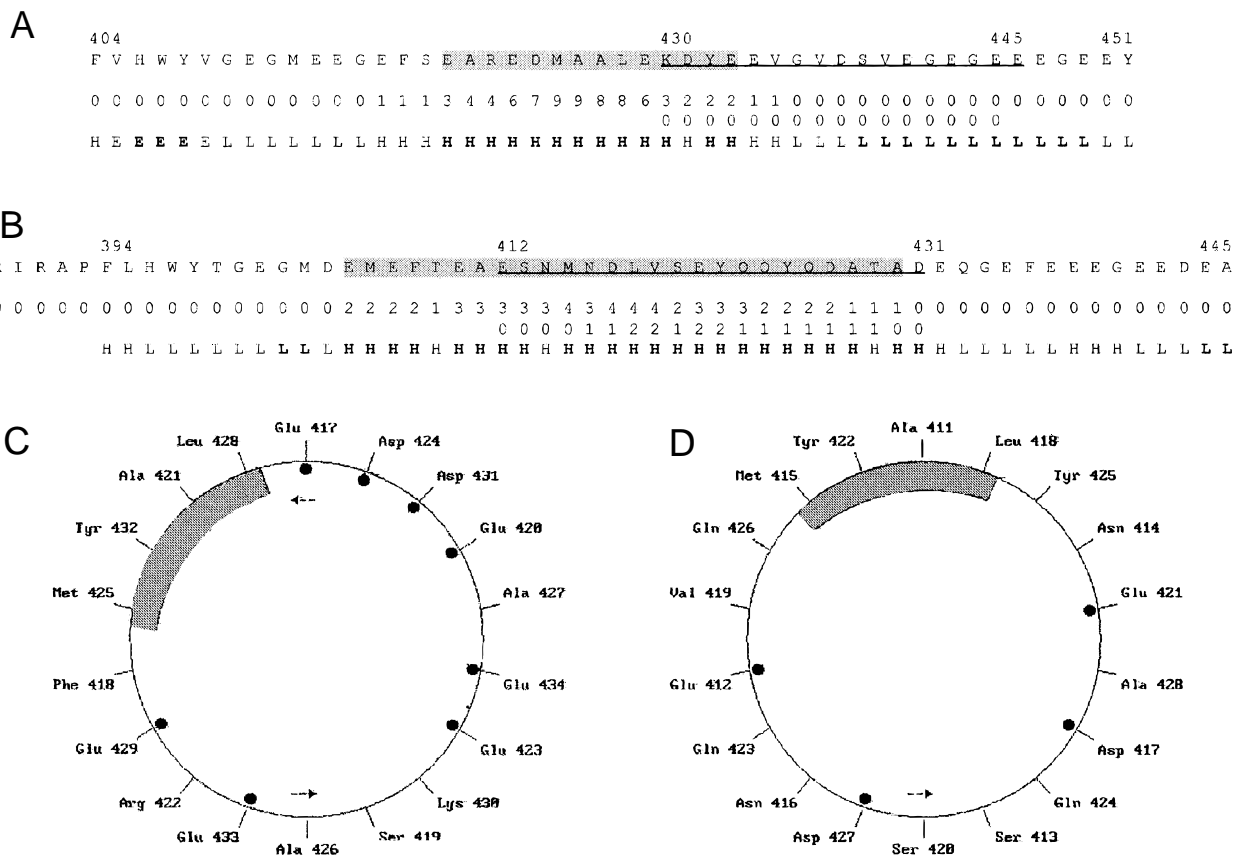 A
404 430 445 451
F V H W Y V G E G M E E G E F S E A R E D M A A L E K D Y E E V G V D S V E G E G E E E G E E Y
0 0 0 0 0 0 0 0 0 0 0 0 0 1 1 1 3 4 4 6 7 9 9 8 8 6 3 2 2 2 1 1 0 0 0 0 0 0 0 0 0 0 0 0 0 0 0 0
0 0 0 0 0 0 0 0 0 0 0 0 0 0 0 0
H E E E E E L L L L L L L H H H H H H H H H H H H H H H H H H H L L L L L L L L L L L L L L L L
B
394 412 431 445
R I R A P F L H W Y T G E G M D E M E F T E A E S N M N D L V S E Y Q Q Y Q D A T A D E Q G E F E E E G E E D E A
0 0 0 0 0 0 0 0 0 0 0 0 0 0 0 0 2 2 2 2 1 3 3 3 3 3 4 3 4 4 4 2 3 3 3 2 2 2 2 1 1 1 0 0 0 0 0 0 0 0 0 0 0 0 0 0 0
0 0 0 0 1 1 2 2 1 2 2 1 1 1 1 1 1 1 0 0
H H L L L L L L L L L H H H H H H H H H H H H H H H H H H H H H H H H H H H H L L L L H H H L L L L L L
C
Glu 417
Asp 424
Asp 431
Glu 420
Ala 427
Glu 434
Glu 423
Lys 430
Ser 419
Ala 426
Glu 433
Arg 422
Glu 429
Phe 418
Met 425
Tyr 432
Ala 421
Leu 428
D
Ala 411
Leu 418
Tyr 425
Asn 414
Glu 421
Ala 428
Asp 417
Gln 424
Ser 413
Ser 420
Asp 427
Asn 416
Gln 423
Glu 412
Val 419
Gln 426
Met 415
Tyr 422